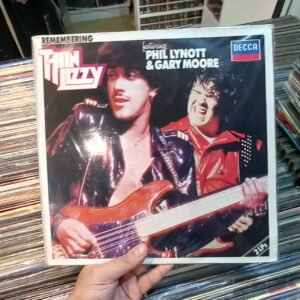 REMEMBERING
THIN
LIZZY
featuring
PHIL LYNOTT
& GARY MOORE
DECCA
2 LPs